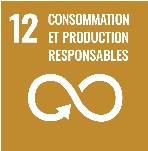 12 CONSOMMATION
ET PRODUCTION
RESPONSABLES